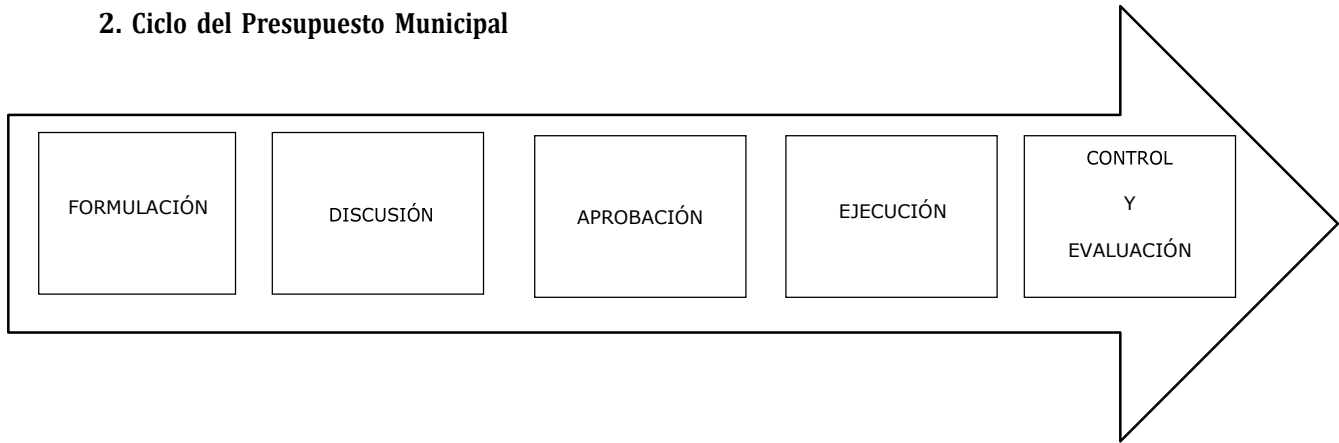 2. Ciclo del Presupuesto Municipal
FORMULACIÓN
DISCUSIÓN
APROBACIÓN
EJECUCIÓN
CONTROL
Y
EVALUACIÓN